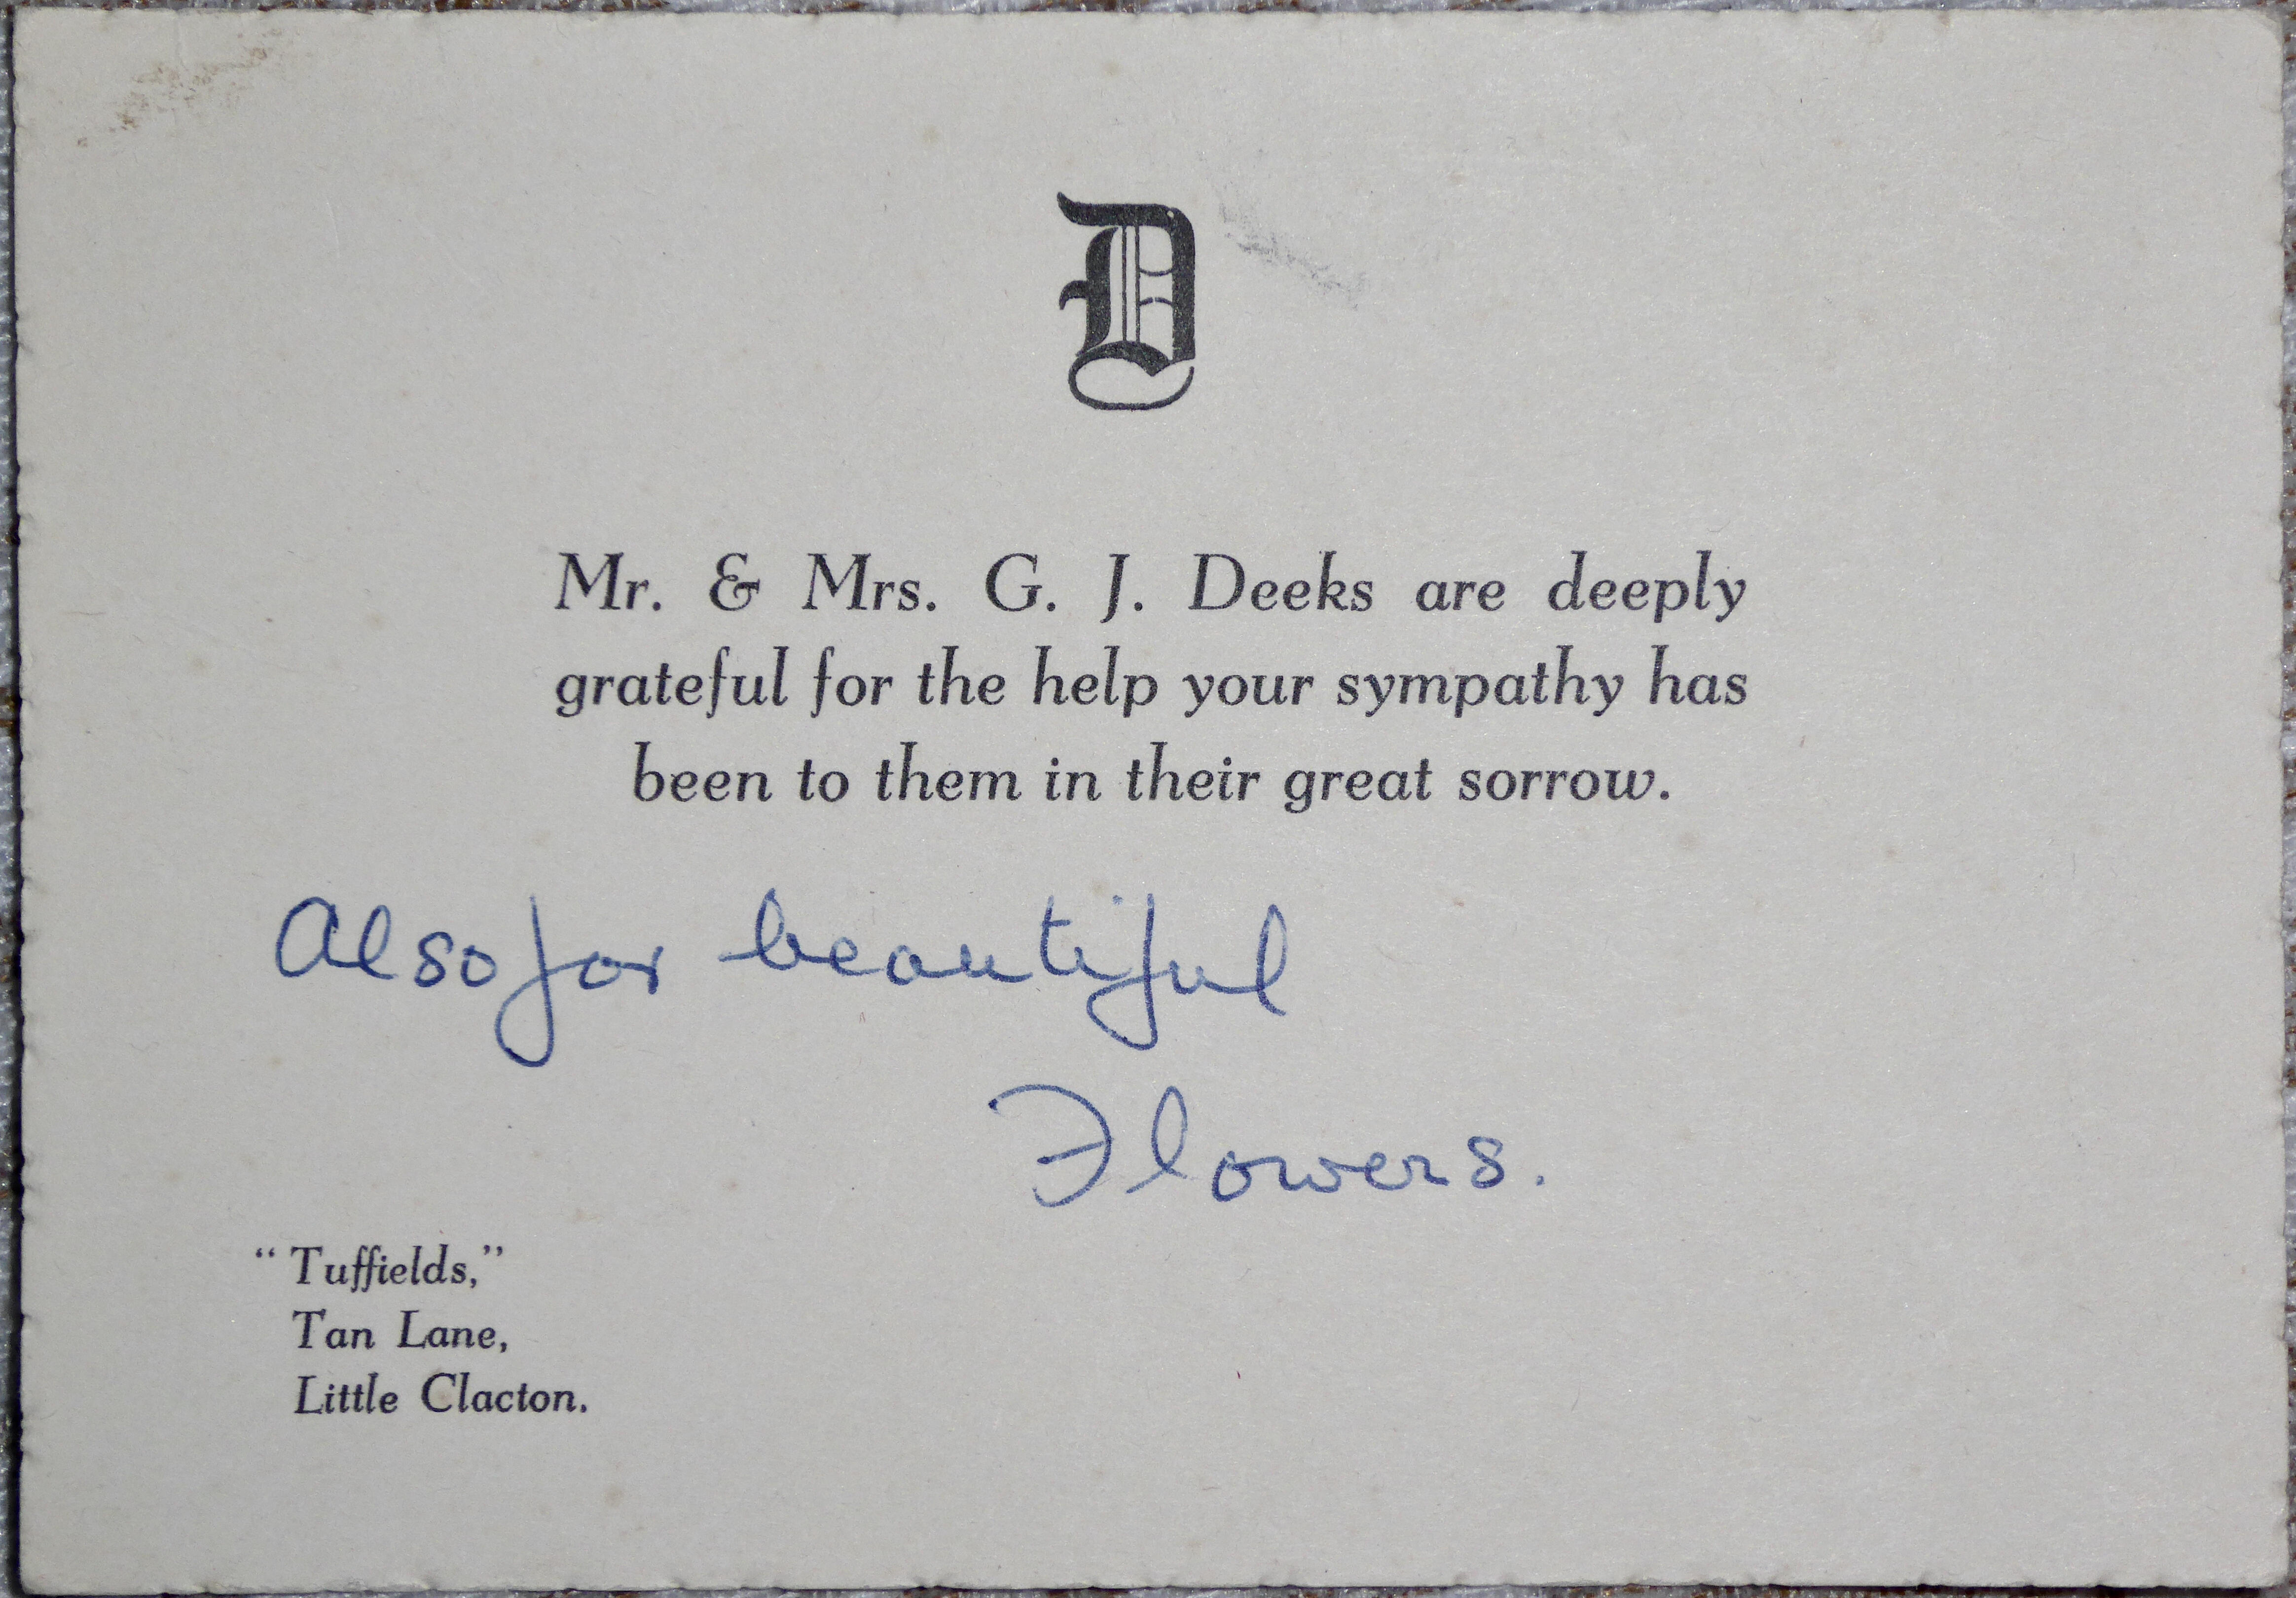 D
Mr. & Mrs. G. J. Deeks are deeply
grateful for the help your sympathy has
been to them in their great sorrow.
Also for beautiful
Flowers.
“Tuffields,”
Tan Lane,
Little Clacton.